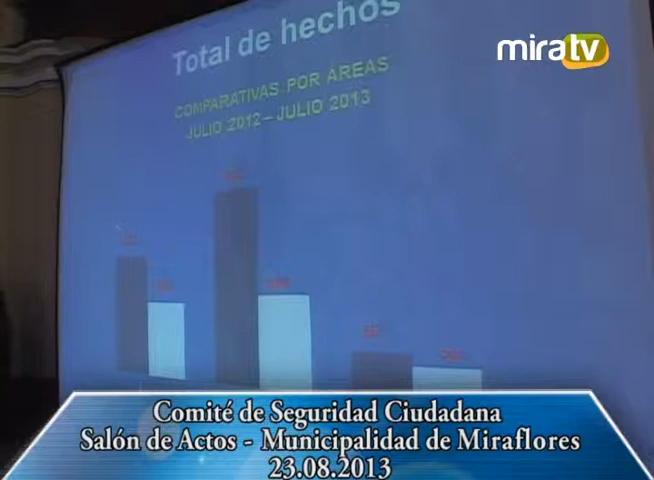 miratv
Total de hechos
COMPARATIVAS POR ÁREAS
JULIO 2012 – JULIO 2013
Comité de Seguridad Ciudadana
Salón de Actos - Municipalidad de Miraflores
23.08.2013